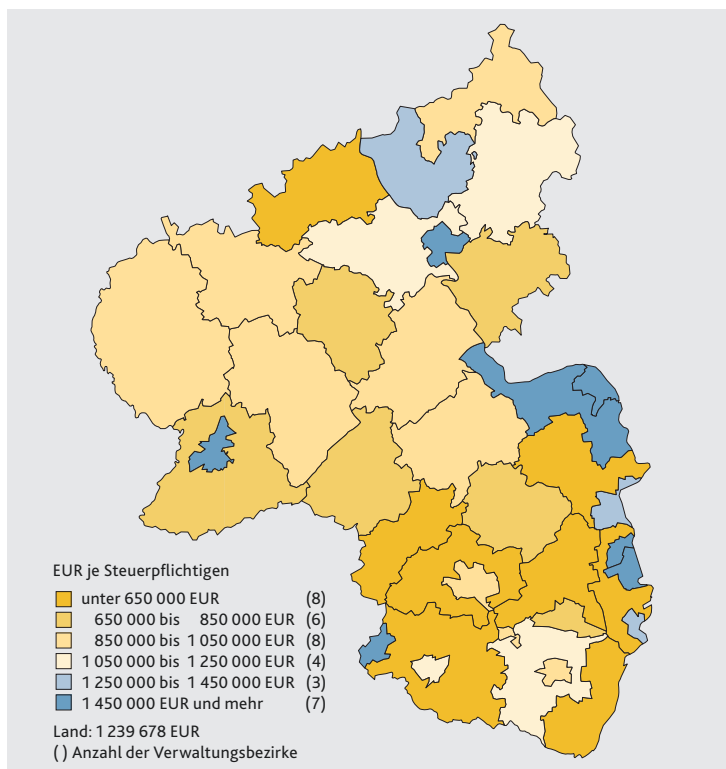 EUR je Steuerpflichtigen
unter 650 000 EUR (8)
650 000 bis 850 000 EUR (6)
850 000 bis 1 050 000 EUR (8)
1 050 000 bis 1 250 000 EUR (4)
1 250 000 bis 1 450 000 EUR (3)
1 450 000 EUR und mehr (7)
Land: 1 239 678 EUR
( ) Anzahl der Verwaltungsbezirke